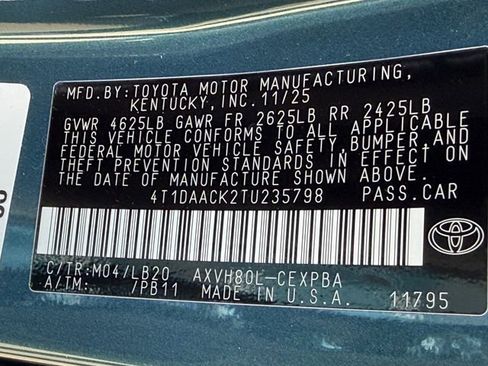 MFD. BY: TOYOTA MOTOR MANUFACTURING,
KENTUCKY, INC. 11/25
GVWR 4625LB GAWR FR 2625LB RR 2425LB
THIS VEHICLE CONFORMS TO ALL APPLICABLE
FEDERAL MOTOR VEHICLE SAFETY, BUMPER, AND
THEFT PREVENTION STANDARDS IN EFFECT ON
THE DATE OF MANUFACTURE SHOWN ABOVE.
4T1DAACK2TU235798 PASS.CAR
C/TR:M04/LB20 AXVH80L-CEXPBA
A/TM: /PB11 MADE IN U.S.A. 11795
TOYOTA